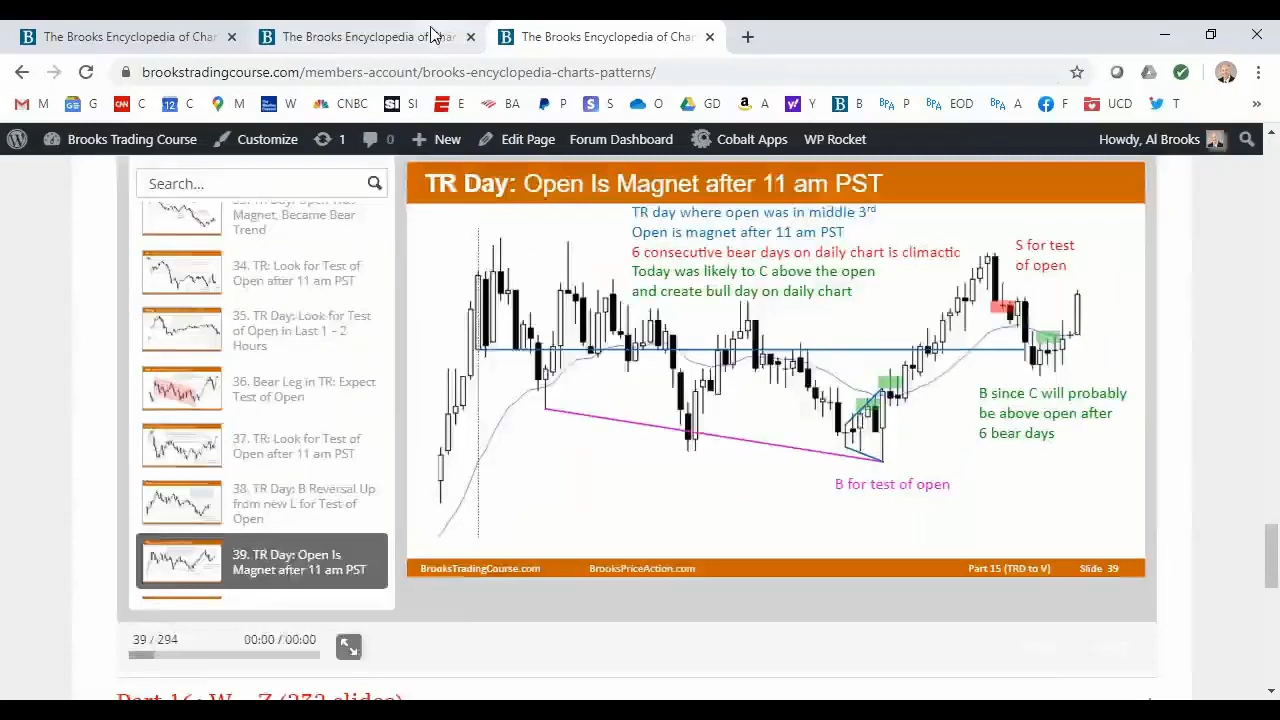 The Brooks Encyclopedia of Char
The Brooks Encyclopedia of Char
The Brooks Encyclopedia of Char
brookstradingcourse.com/members-account/brooks-encyclopedia-charts-patterns/
M
G
C
C
M
W
CNBC
SI
E
BA
P
S
O
GD
A
Y
B
P
EOD
A
F
UCD
T
Brooks Trading Course
Customize
1
0
New
Edit Page
Forum Dashboard
Cobalt Apps
WP Rocket
Howdy, Al Brooks
Search...
Magnet, Became Bear
Trend
34. TR: Look for Test of
Open after 11 am PST
35. TR Day: Look for Test
of Open in Last 1 - 2
Hours
36. Bear Leg in TR: Expect
Test of Open
37. TR: Look for Test of
Open after 11 am PST
38. TR Day: B Reversal Up
from new L for Test of
Open
39. TR Day: Open Is
Magnet after 11 am PST
TR Day: Open Is Magnet after 11 am PST
TR day where open was in middle 3rd
Open is magnet after 11 am PST
6 consecutive bear days on daily chart is climactic
Today was likely to C above the open
and create bull day on daily chart
S for test
of open
B since C will probably
be above open after
6 bear days
B for test of open
BrooksTradingCourse.com
BrooksPriceAction.com
Part 15 (TRD to V)
Slide 39
39 / 294
00:00 / 00:00
Part 16: W – Z (232 slides)